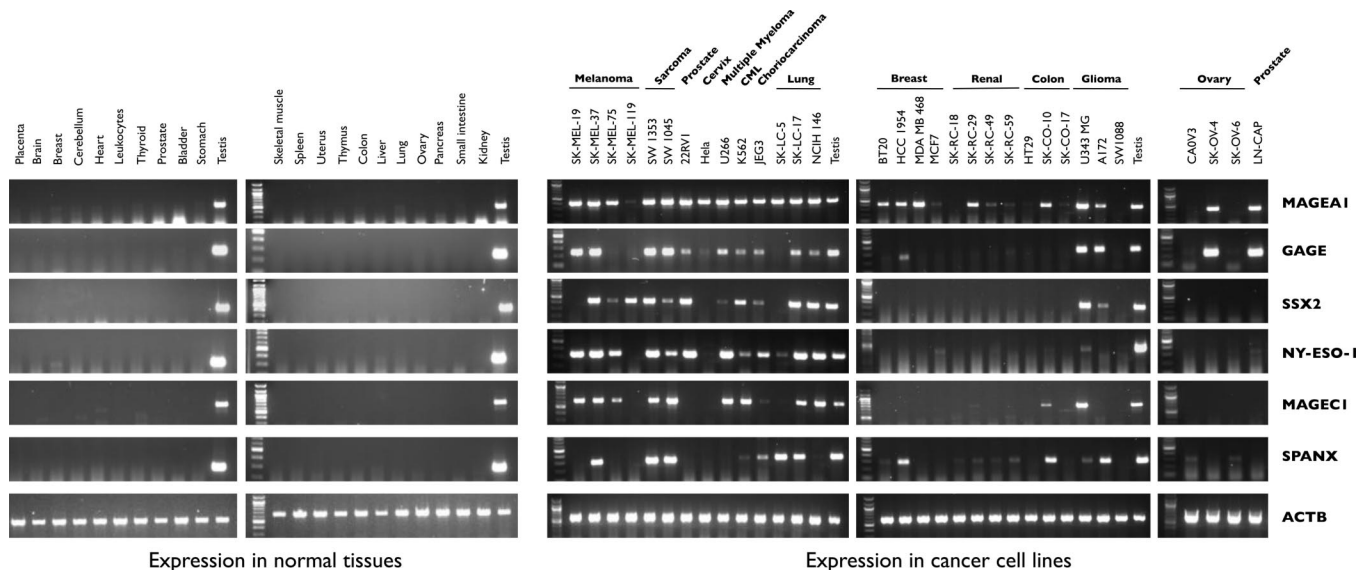 Placenta
Brain
Breast
Cerebellum
Heart
Leukocytes
Thyroid
Prostate
Bladder
Stomach
Testis
Skeletal muscle
Spleen
Uterus
Thymus
Colon
Liver
Lung
Ovary
Pancreas
Small intestine
Kidney
Testis
Melanoma
Sarcoma
Prostate
Cervix
Multiple Myeloma
CML
Choriocarcinoma
Lung
SK-MEL-19
SK-MEL-37
SK-MEL-75
SK-MEL-119
SW 1353
SW 1045
22RV1
Hela
U266
K562
JEG3
SK-LC-5
SK-LC-17
NCIH 146
Testis
Breast
Renal
Colon
Glioma
BT20
HCC 1954
MDA MB 468
MCF7
SK-RC-18
SK-RC-29
SK-RC-49
SK-RC-59
HT29
SK-CO-10
SK-CO-17
U343 MG
A172
SW1088
Testis
Ovary
Prostate
CAOV3
SK-OV-4
SK-OV-6
LN-CAP
MAGEA1
GAGE
SSX2
NY-ESO-1
MAGEC1
SPANX
ACTB
Expression in normal tissues
Expression in cancer cell lines